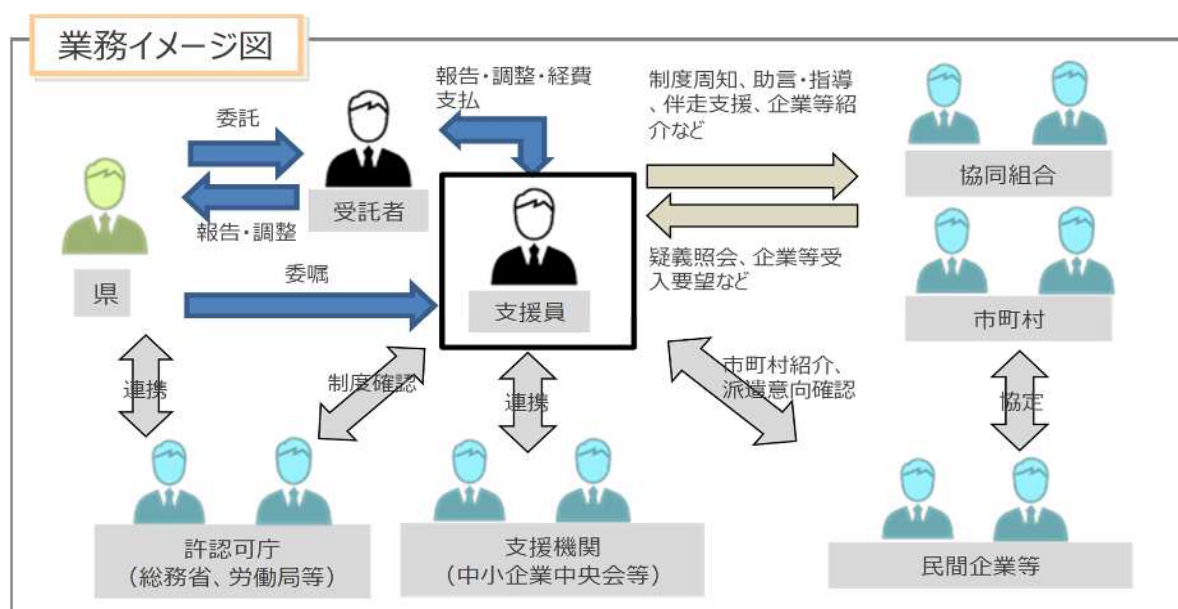 業務イメージ図
報告・調整・経費
支払
制度周知、助言・指導
、伴走支援、企業等紹
介など
委託
受託者
協同組合
報告・調整
疑義照会、企業等受
入要望など
委嘱
県
支援員
市町村
連携
制度確認
連携
市町村紹介、
派遣意向確認
協定
許認可庁
（総務省、労働局等）
支援機関
（中小企業中央会等）
民間企業等